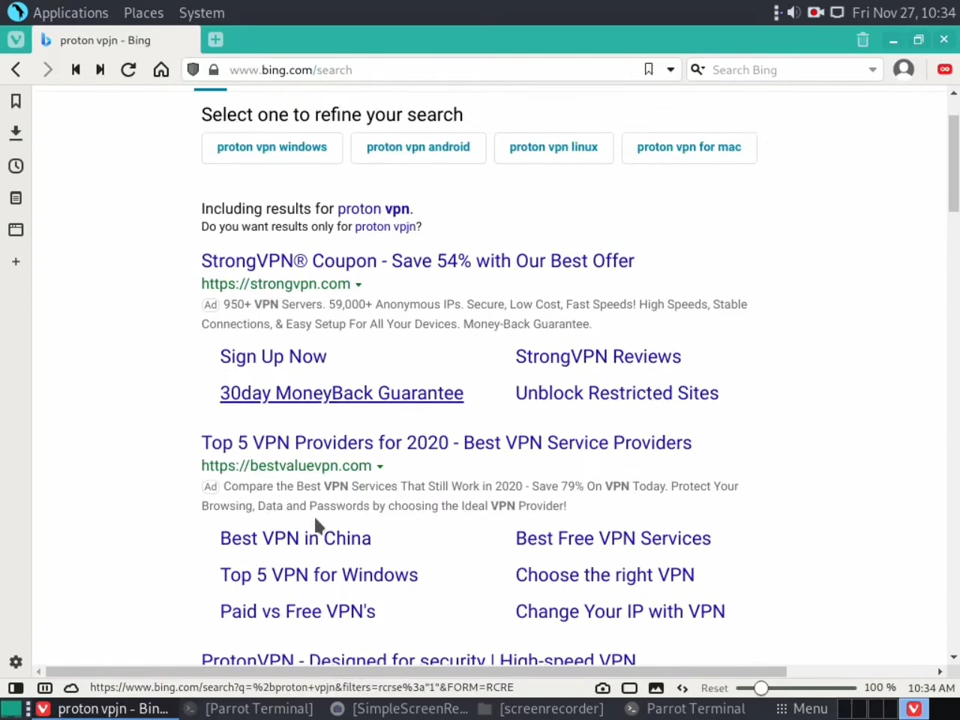 Applications Places System Fri Nov 27, 10:34
proton vpjn - Bing
www.bing.com/search Search Bing
Select one to refine your search
proton vpn windows proton vpn android proton vpn linux proton vpn for mac
Including results for proton vpn.
Do you want results only for proton vpjn?
StrongVPN® Coupon - Save 54% with Our Best Offer
https://strongvpn.com
Ad 950+ VPN Servers. 59,000+ Anonymous IPs. Secure, Low Cost, Fast Speeds! High Speeds, Stable
Connections, & Easy Setup For All Your Devices. Money-Back Guarantee.
Sign Up Now StrongVPN Reviews
30day MoneyBack Guarantee Unblock Restricted Sites
Top 5 VPN Providers for 2020 - Best VPN Service Providers
https://bestvaluevpn.com
Ad Compare the Best VPN Services That Still Work in 2020 - Save 79% On VPN Today. Protect Your
Browsing, Data and Passwords by choosing the Ideal VPN Provider!
Best VPN in China Best Free VPN Services
Top 5 VPN for Windows Choose the right VPN
Paid vs Free VPN's Change Your IP with VPN
ProtonVPN - Designed for security | High-speed VPN
https://www.bing.com/search?q=%2bproton+vpjn&filters=rcrse%3a"1"&FORM=RCRE Reset 100 % 10:34 AM
proton vpjn - Bing... [Parrot Terminal] [SimpleScreenRe... [screenrecorder] Parrot Terminal Menu